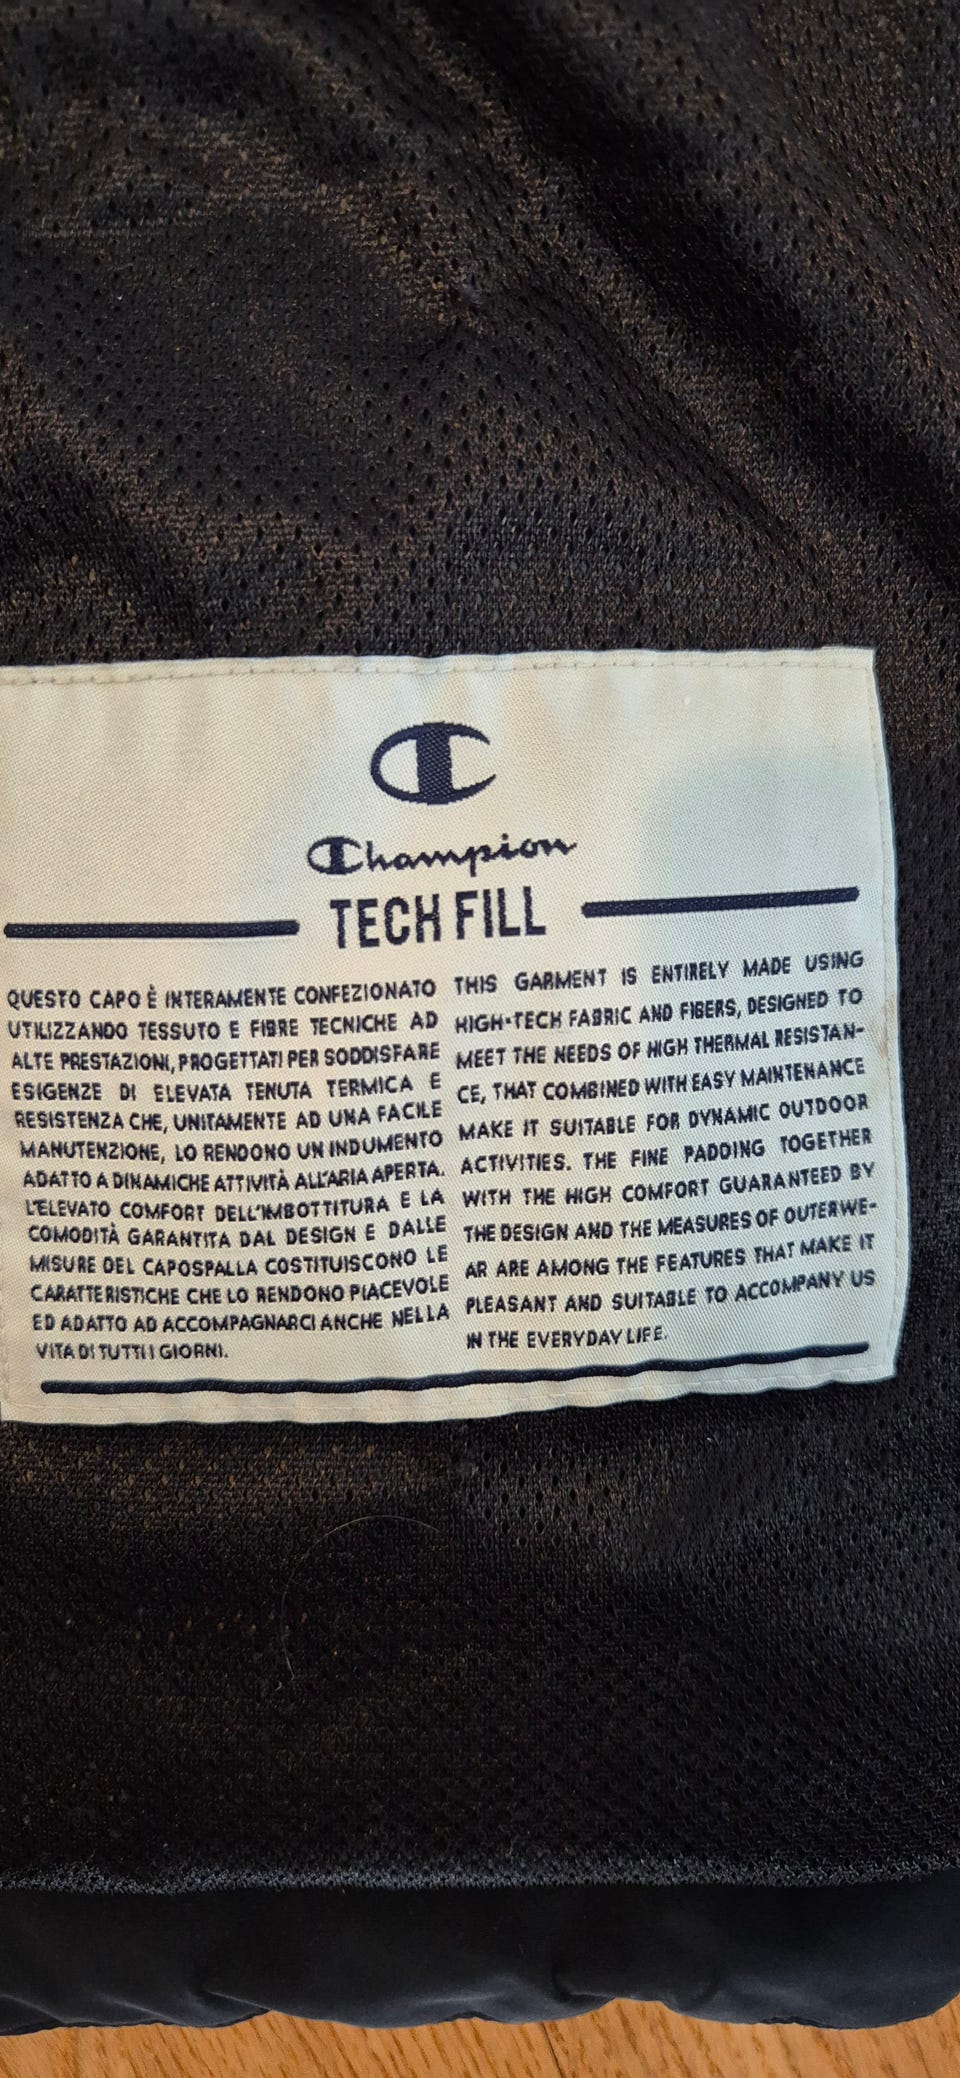 Champion
TECH FILL
QUESTO CAPO È INTERAMENTE CONFEZIONATO
UTILIZZANDO TESSUTO E FIBRE TECNICHE AD
ALTE PRESTAZIONI, PROGETTATI PER SODDISFARE
ESIGENZE DI ELEVATA TENUTA TERMICA E
RESISTENZA CHE, UNITAMENTE AD UNA FACILE
MANUTENZIONE, LO RENDONO UN INDUMENTO
ADATTO A DINAMICHE ATTIVITÀ ALL'ARIA APERTA.
L'ELEVATO COMFORT DELL'IMBOTTITURA E LA
COMODITÀ GARANTITA DAL DESIGN E DALLE
MISURE DEL CAPOSPALLA COSTITUISCONO LE
CARATTERISTICHE CHE LO RENDONO PIACEVOLE
ED ADATTO AD ACCOMPAGNARCI ANCHE NELLA
VITA DI TUTTI I GIORNI.
THIS GARMENT IS ENTIRELY MADE USING
HIGH-TECH FABRIC AND FIBERS, DESIGNED TO
MEET THE NEEDS OF HIGH THERMAL RESISTAN-
CE, THAT COMBINED WITH EASY MAINTENANCE
MAKE IT SUITABLE FOR DYNAMIC OUTDOOR
ACTIVITIES. THE FINE PADDING TOGETHER
WITH THE HIGH COMFORT GUARANTEED BY
THE DESIGN AND THE MEASURES OF OUTERWE-
AR ARE AMONG THE FEATURES THAT MAKE IT
PLEASANT AND SUITABLE TO ACCOMPANY US
IN THE EVERYDAY LIFE.